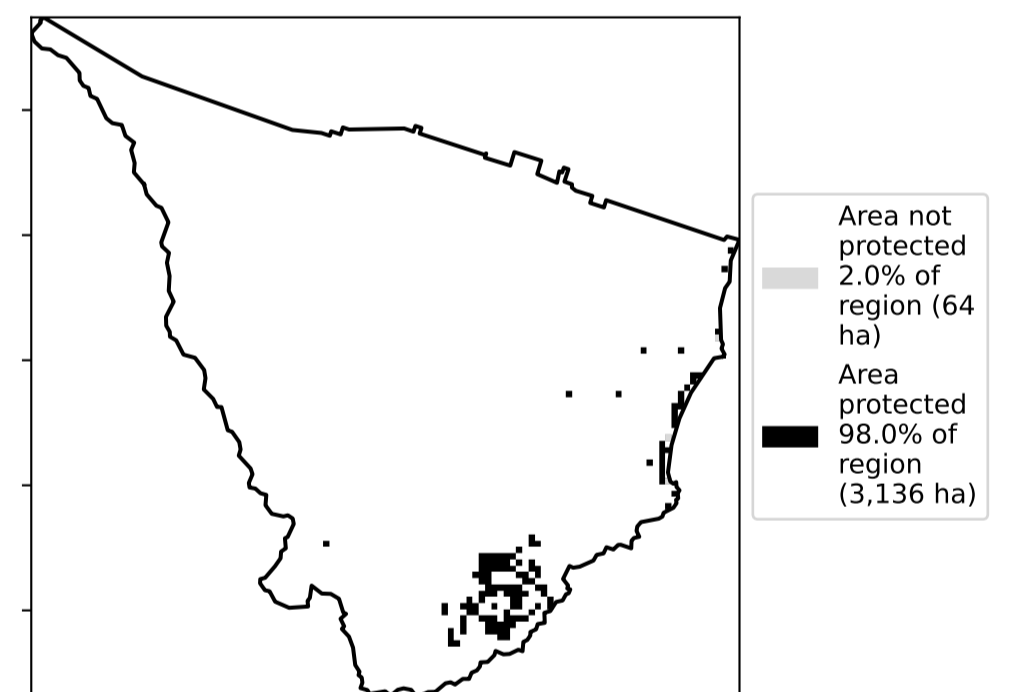 Area not
protected
2.0% of
region (64
ha)
Area
protected
98.0% of
region
(3,136 ha)